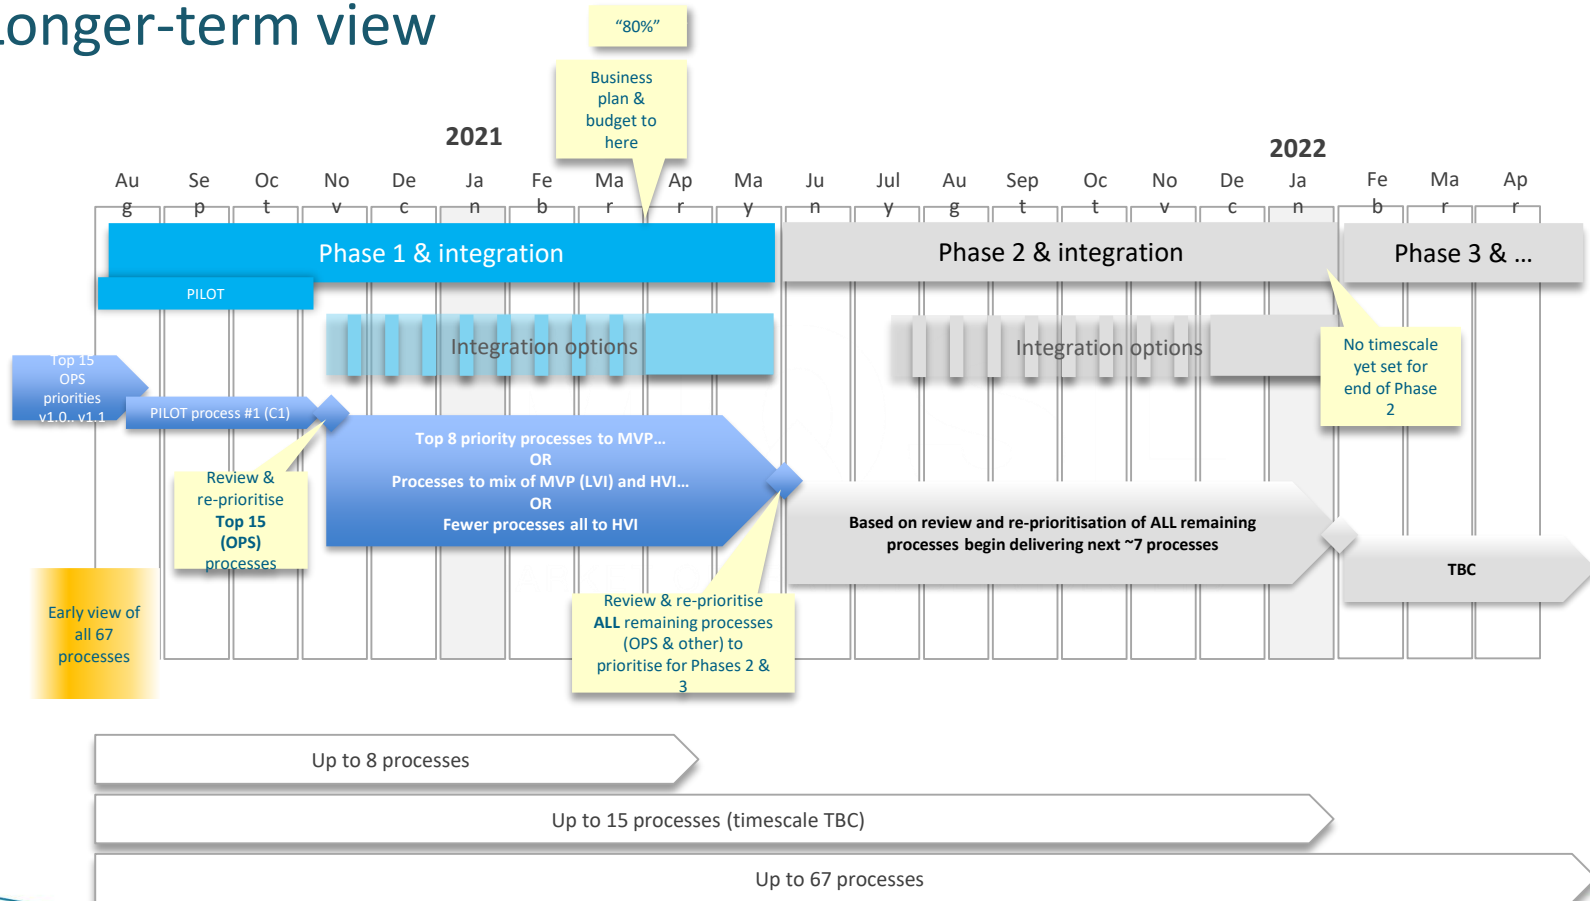 Longer-term view
"80%"
Business
plan &
budget to
here
2021
2022
Au
g
Se
p
Oc
t
No
v
De
c
Ja
n
Fe
b
Ma
r
Ap
r
Ma
y
Ju
n
Jul
y
Au
g
Sep
t
Oc
t
No
v
De
c
Ja
n
Fe
b
Ma
r
Ap
r
Phase 1 & integration
Phase 2 & integration
Phase 3 & ...
PILOT
Integration options
Integration options
No timescale
yet set for
end of Phase
2
Top 15
OPS
priorities
v1.0.. v1.1
PILOT process #1 (C1)
Top 8 priority processes to MVP...
OR
Processes to mix of MVP (LVI) and HVI...
OR
Fewer processes all to HVI
Review &
re-prioritise
Top 15
(OPS)
processes
Based on review and re-prioritisation of ALL remaining
processes begin delivering next ~7 processes
TBC
Early view of
all 67
processes
Review & re-prioritise
ALL remaining processes
(OPS & other) to
prioritise for Phases 2 &
3
Up to 8 processes
Up to 15 processes (timescale TBC)
Up to 67 processes